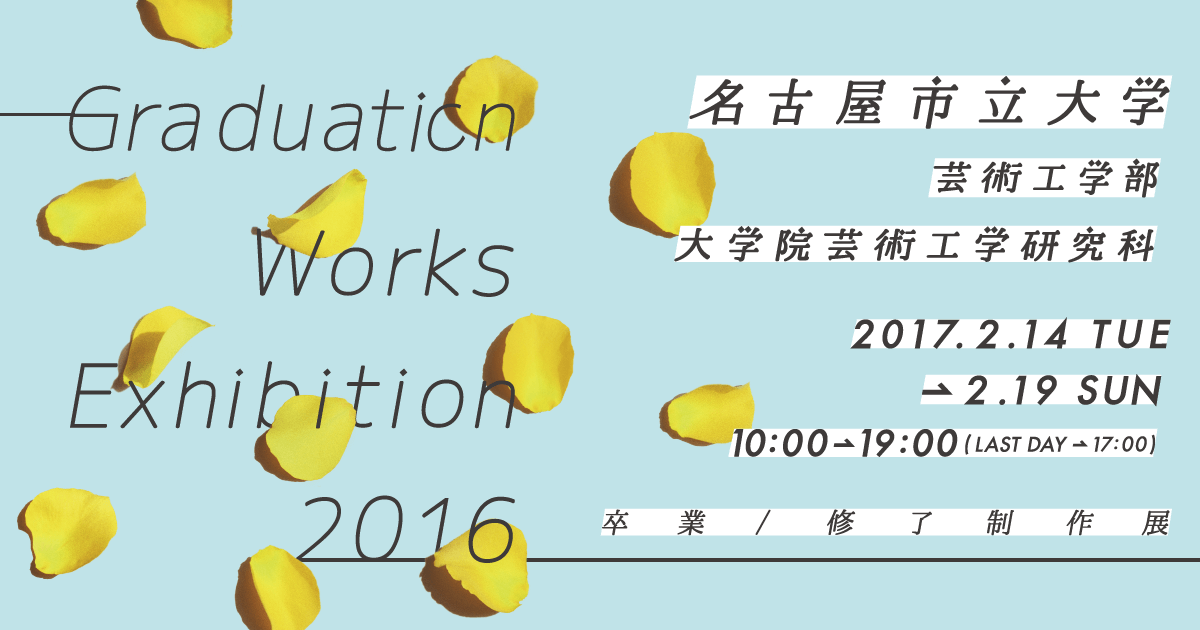 Graduation
Works
Exhibition
2016
名古屋市立大学
芸術工学部
大学院芸術工学研究科
2017.2.14 TUE
⇀2.19 SUN
10:00⇀19:00(LAST DAY⇀17:00)
卒業/修了制作展